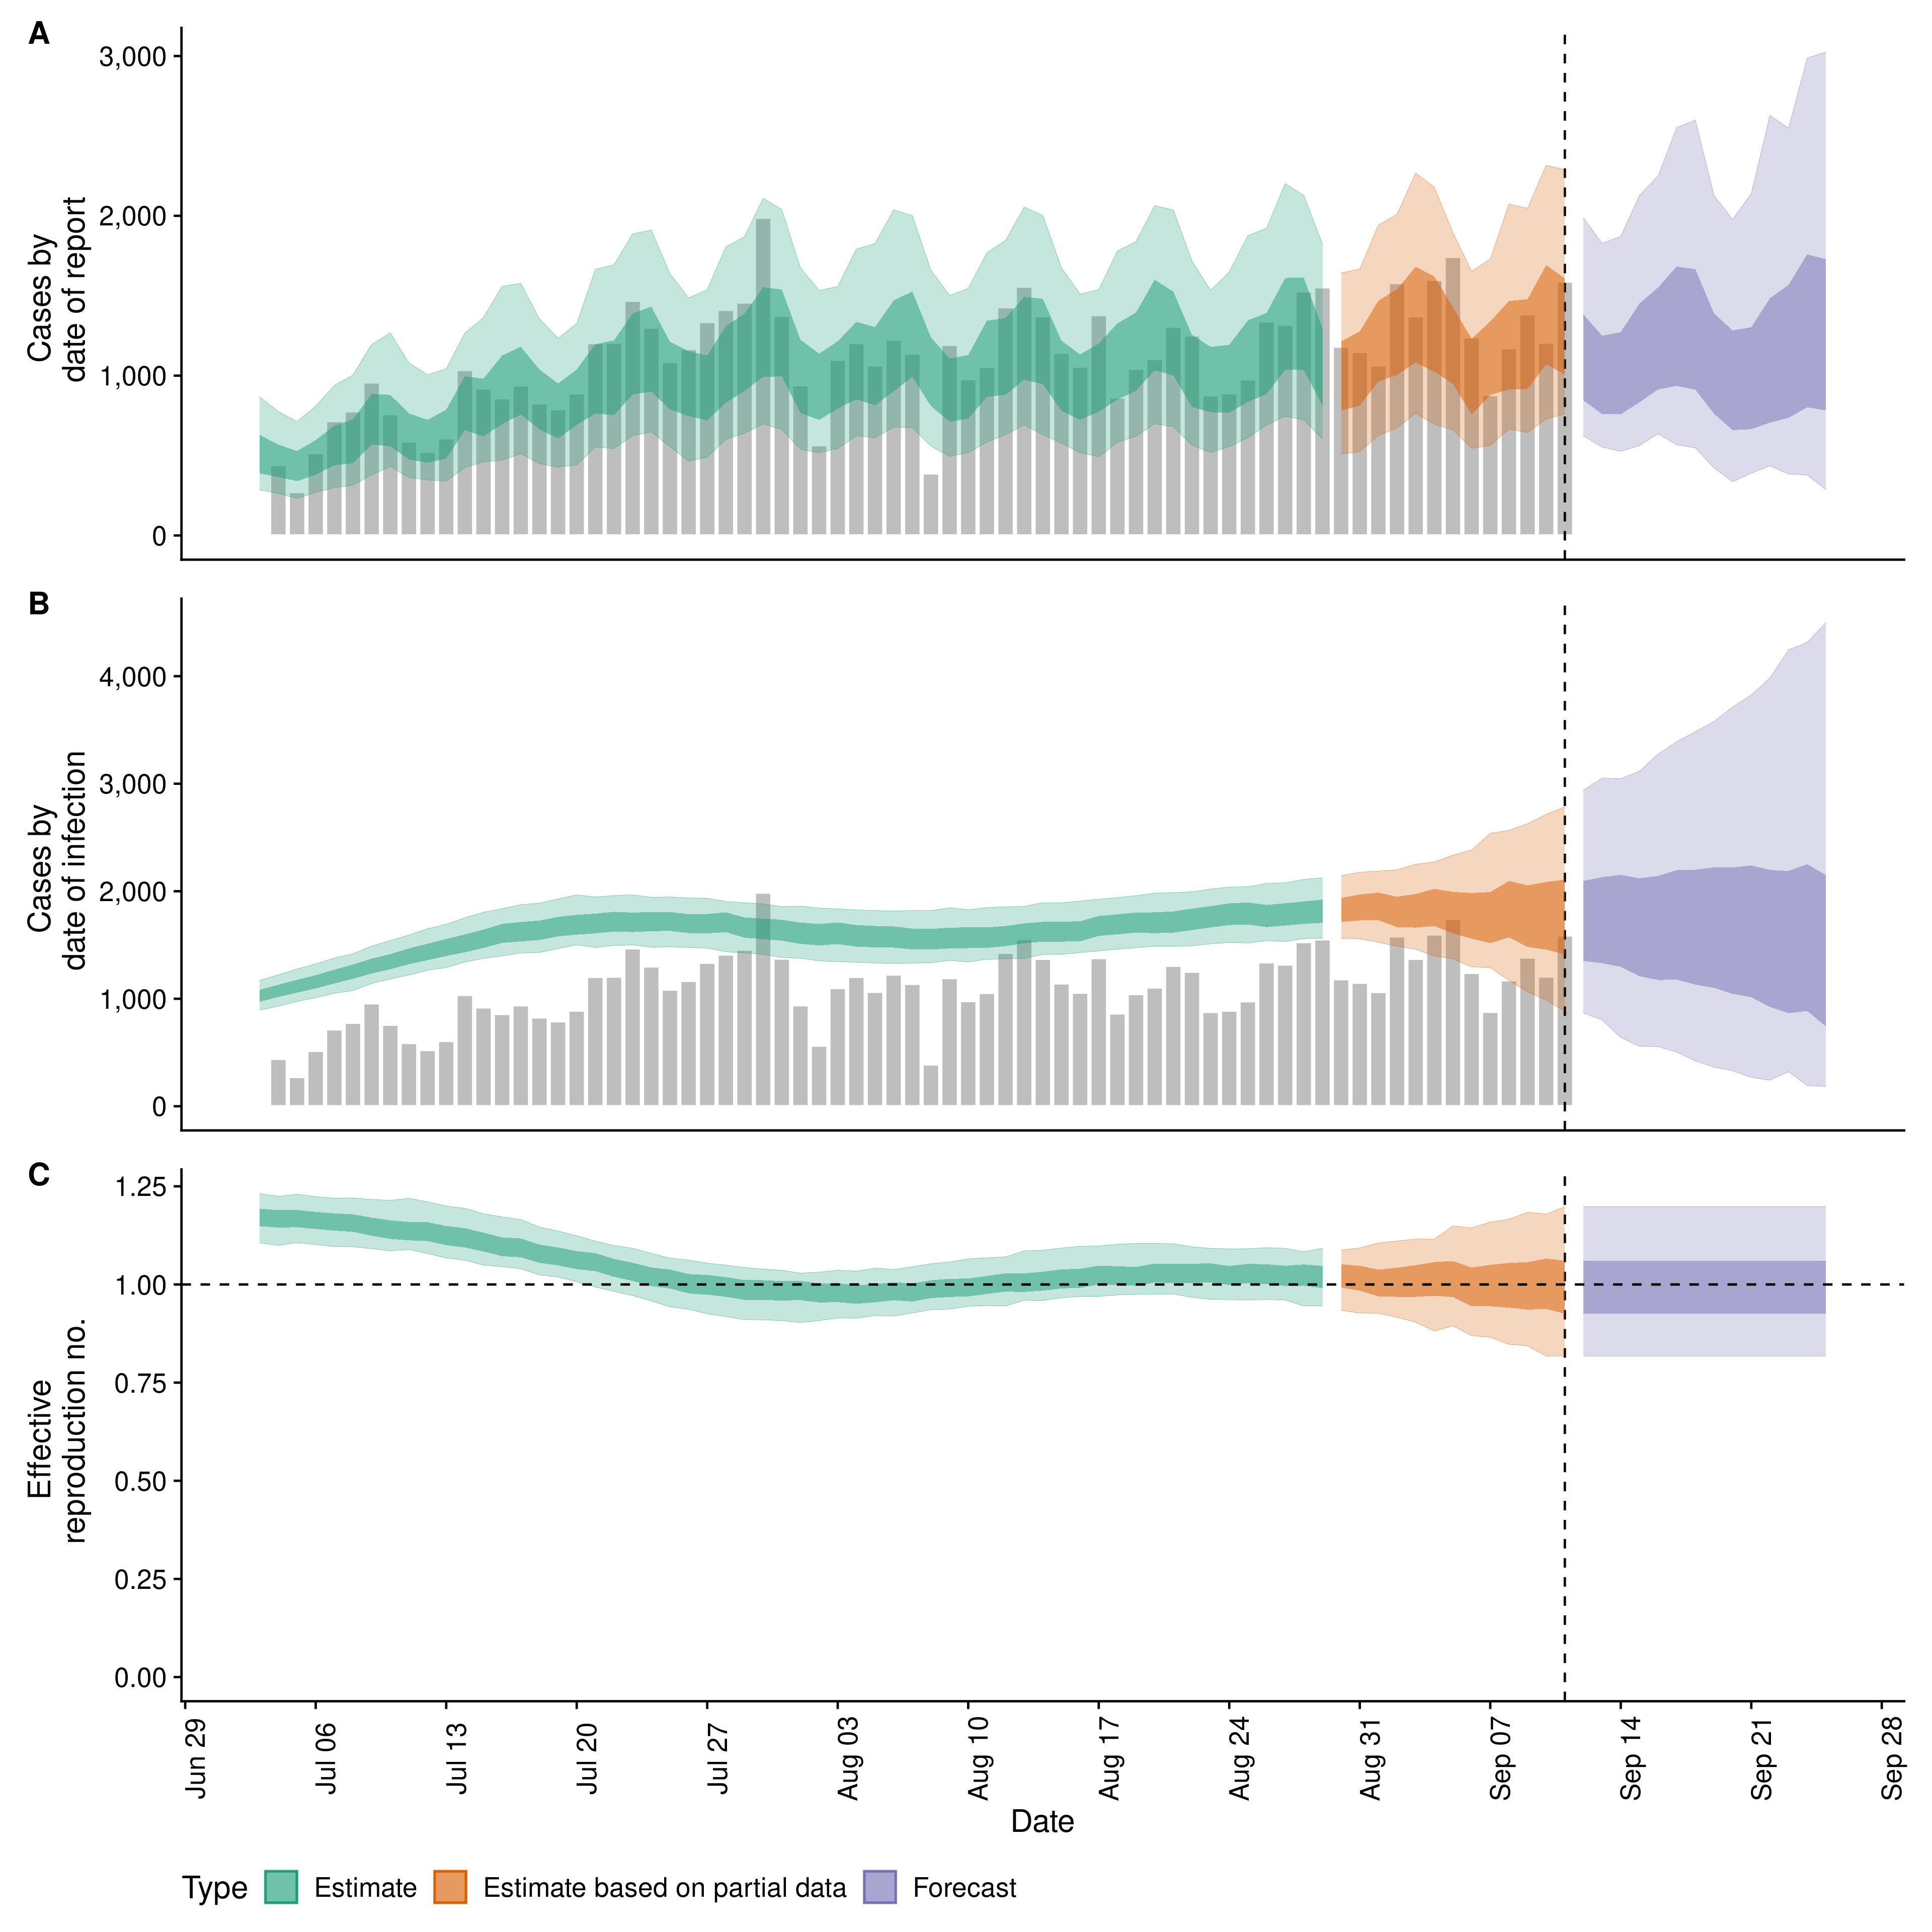 A
3,000
2,000
1,000
0
Cases by
date of report
B
4,000
3,000
2,000
1,000
0
Cases by
date of infection
C
1.25
1.00
0.75
0.50
0.25
0.00
Effective
reproduction no.
Jun 29
Jul 06
Jul 13
Jul 20
Jul 27
Aug 03
Aug 10
Aug 17
Aug 24
Aug 31
Sep 07
Sep 14
Sep 21
Sep 28
Date
Type Estimate Estimate based on partial data Forecast